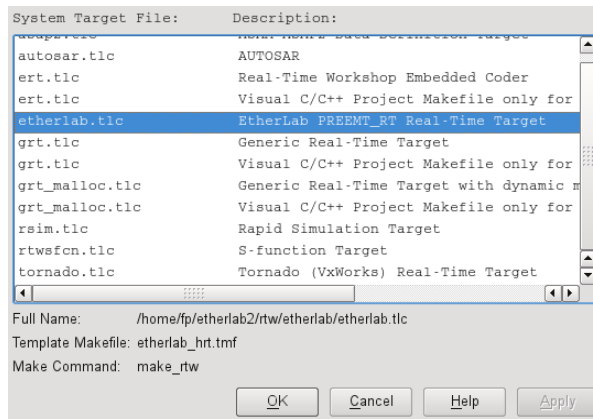 System Target File: Description:
autosar.tlc AUTOSAR
ert.tlc Real-Time Workshop Embedded Coder
ert.tlc Visual C/C++ Project Makefile only for
etherlab.tlc EtherLab PREEMT_RT Real-Time Target
grt.tlc Generic Real-Time Target
grt.tlc Visual C/C++ Project Makefile only for
grt_malloc.tlc Generic Real-Time Target with dynamic m
grt_malloc.tlc Visual C/C++ Project Makefile only for
rsim.tlc Rapid Simulation Target
rtwsfcn.tlc S-function Target
tornado.tlc Tornado (VxWorks) Real-Time Target
Full Name: /home/fp/etherlab2/rtw/etherlab/etherlab.tlc
Template Makefile: etherlab_hrt.tmf
Make Command: make_rtw
OK Cancel Help Apply